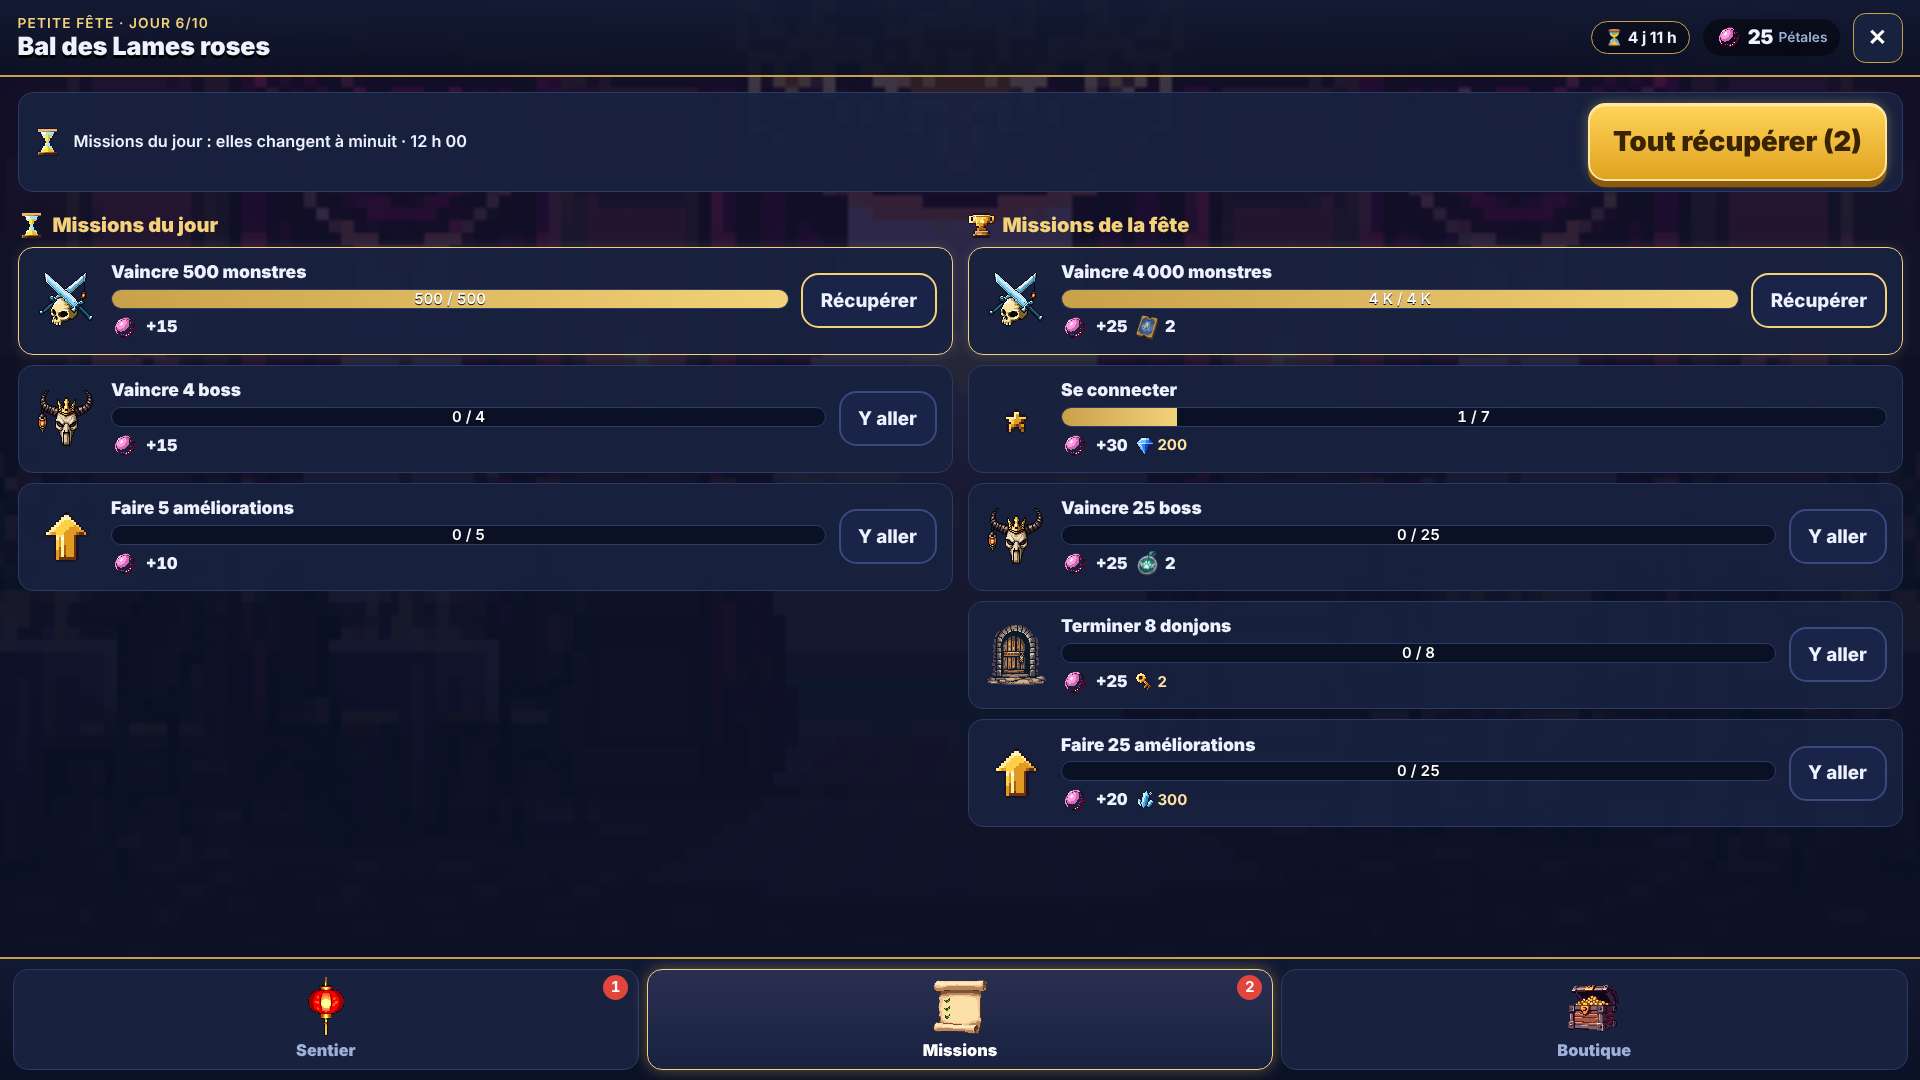 PETITE FÊTE · JOUR 6/10
Bal des Lames roses
4 j 11 h
25 Pétales
Missions du jour : elles changent à minuit · 12 h 00
Tout récupérer (2)
Missions du jour
Vaincre 500 monstres
500 / 500
+15
Récupérer
Vaincre 4 boss
0 / 4
+15
Y aller
Faire 5 améliorations
0 / 5
+10
Y aller
Missions de la fête
Vaincre 4 000 monstres
4 K / 4 K
+25 2
Récupérer
Se connecter
1 / 7
+30 200
Vaincre 25 boss
0 / 25
+25 2
Y aller
Terminer 8 donjons
0 / 8
+25 2
Y aller
Faire 25 améliorations
0 / 25
+20 300
Y aller
1
Sentier
2
Missions
Boutique